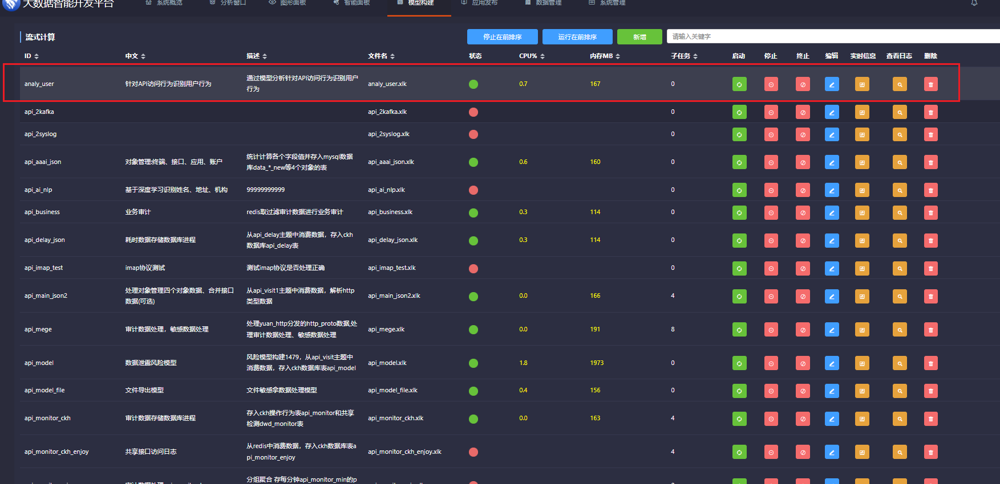 大数据智能开发平台
系统概览 分析窗口 图形面板 智能面板 模型构建 应用发布 数据管理 系统管理
流式计算 停止在前排序 运行在前排序 新增 请输入关键字
ID 中文 描述 文件名 状态 CPU% 内存MB 子任务 启动 停止 终止 编辑 实时信息 查看日志 删除
analy_user 针对API访问行为识别用户行为 通过模型分析针对API访问行为识别用户 analy_user.xlk 0.7 167 0
行为
api_2kafka api_2kafka.xlk 0
api_2syslog api_2syslog.xlk 0
api_aaai_json 对象管理:终端、接口、应用、账户 统计计算各个字段值并存入mysql数据 api_aaai_json.xlk 0.6 160 0
库data_*_new等4个对象的表
api_ai_nlp 基于深度学习识别姓名、地址、机构 99999999999 api_ai_nlp.xlk 0
api_business 业务审计 redis取过滤审计数据进行业务审计 api_business.xlk 0.3 114 0
api_delay_json 耗时数据存储数据库进程 从api_delay主题中消费数据，存入ckh api_delay_json.xlk 0.3 114 0
数据库api_delay表
api_imap_test imap协议测试 测试imap协议是否处理正确 api_imap_test.xlk 0
api_main_json2 处理对象管理四个对象数据、合并接口 从api_visit1主题中消费数据，解析http api_main_json2.xlk 0.0 166 4
数据(可选) 类型数据
api_mege 审计数据处理，敏感数据处理 处理yuan_http分发的http_proto数据,处 api_mege.xlk 0.0 191 8
理审计数据处理、敏感数据处理
api_model 数据泄露风险模型 风险模型构建1479，从api_visit主题中 api_model.xlk 1.8 1973 0
消费数据，存入ckh数据库表api_model
api_model_file 文件导出模型 文件敏感拿数据处理模型 api_model_file.xlk 0.4 156 0
api_monitor_ckh 审计数据存储数据库进程 存入ckh操作行为表api_monitor和共享 api_monitor_ckh.xlk 0.0 163 4
检测dwd_monitor表
api_monitor_ckh_enjoy 共享接口访问日志 从redis中消费数据，存入ckh数据库表a api_monitor_ckh_enjoy.xlk 4
pi_monitor_enjoy
分组聚合 存每分钟api_monitor_min的p